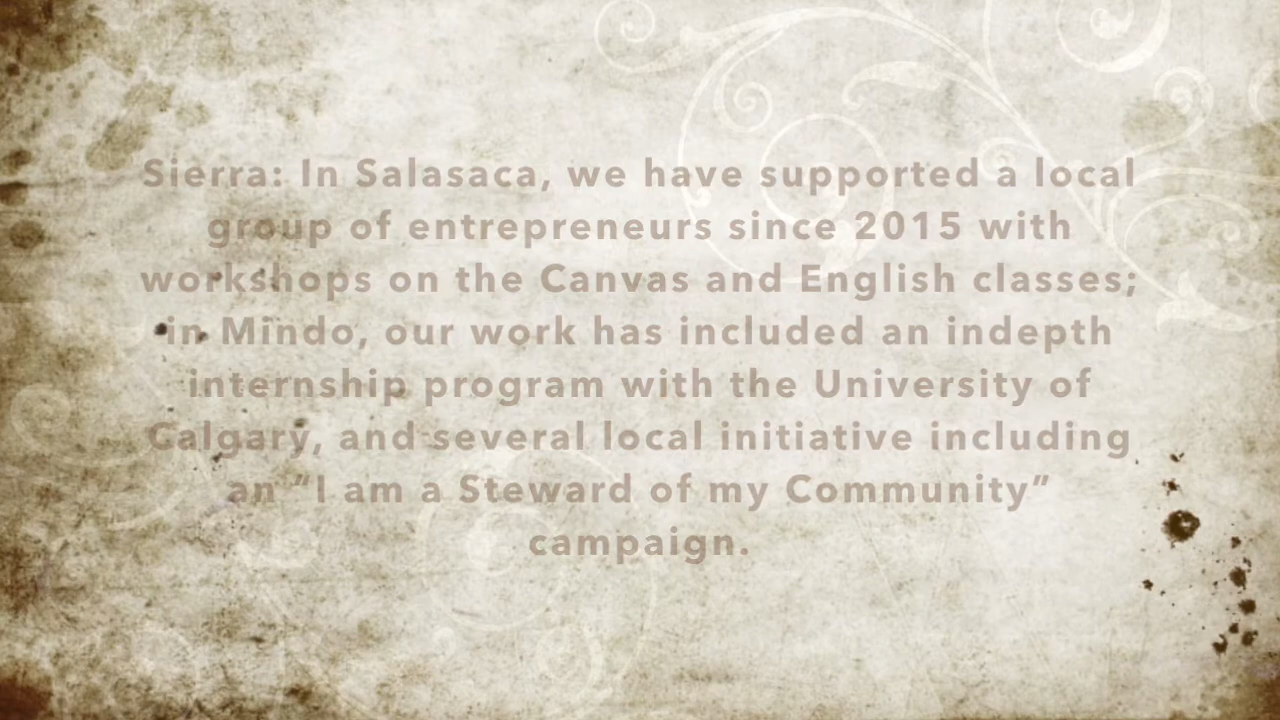 Sierra: In Salasaca, we have supported a local
group of entrepreneurs since 2015 with
workshops on the Canvas and English classes;
in Mindo, our work has included an indepth
internship program with the University of
Calgary, and several local initiative including
an “I am a Steward of my Community”
campaign.